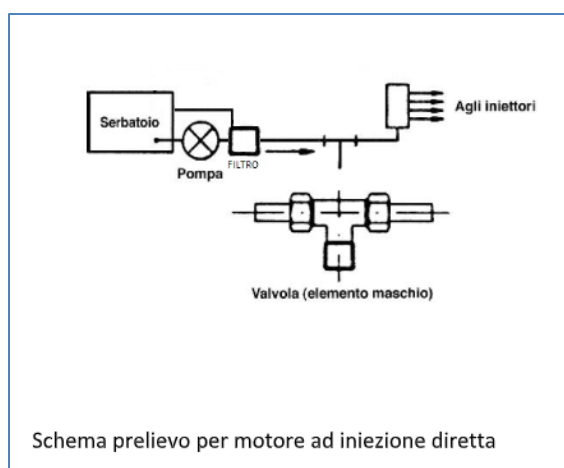 Serbatoio
Agli iniettori
FILTRO
Pompa
Valvola (elemento maschio)
Schema prelievo per motore ad iniezione diretta